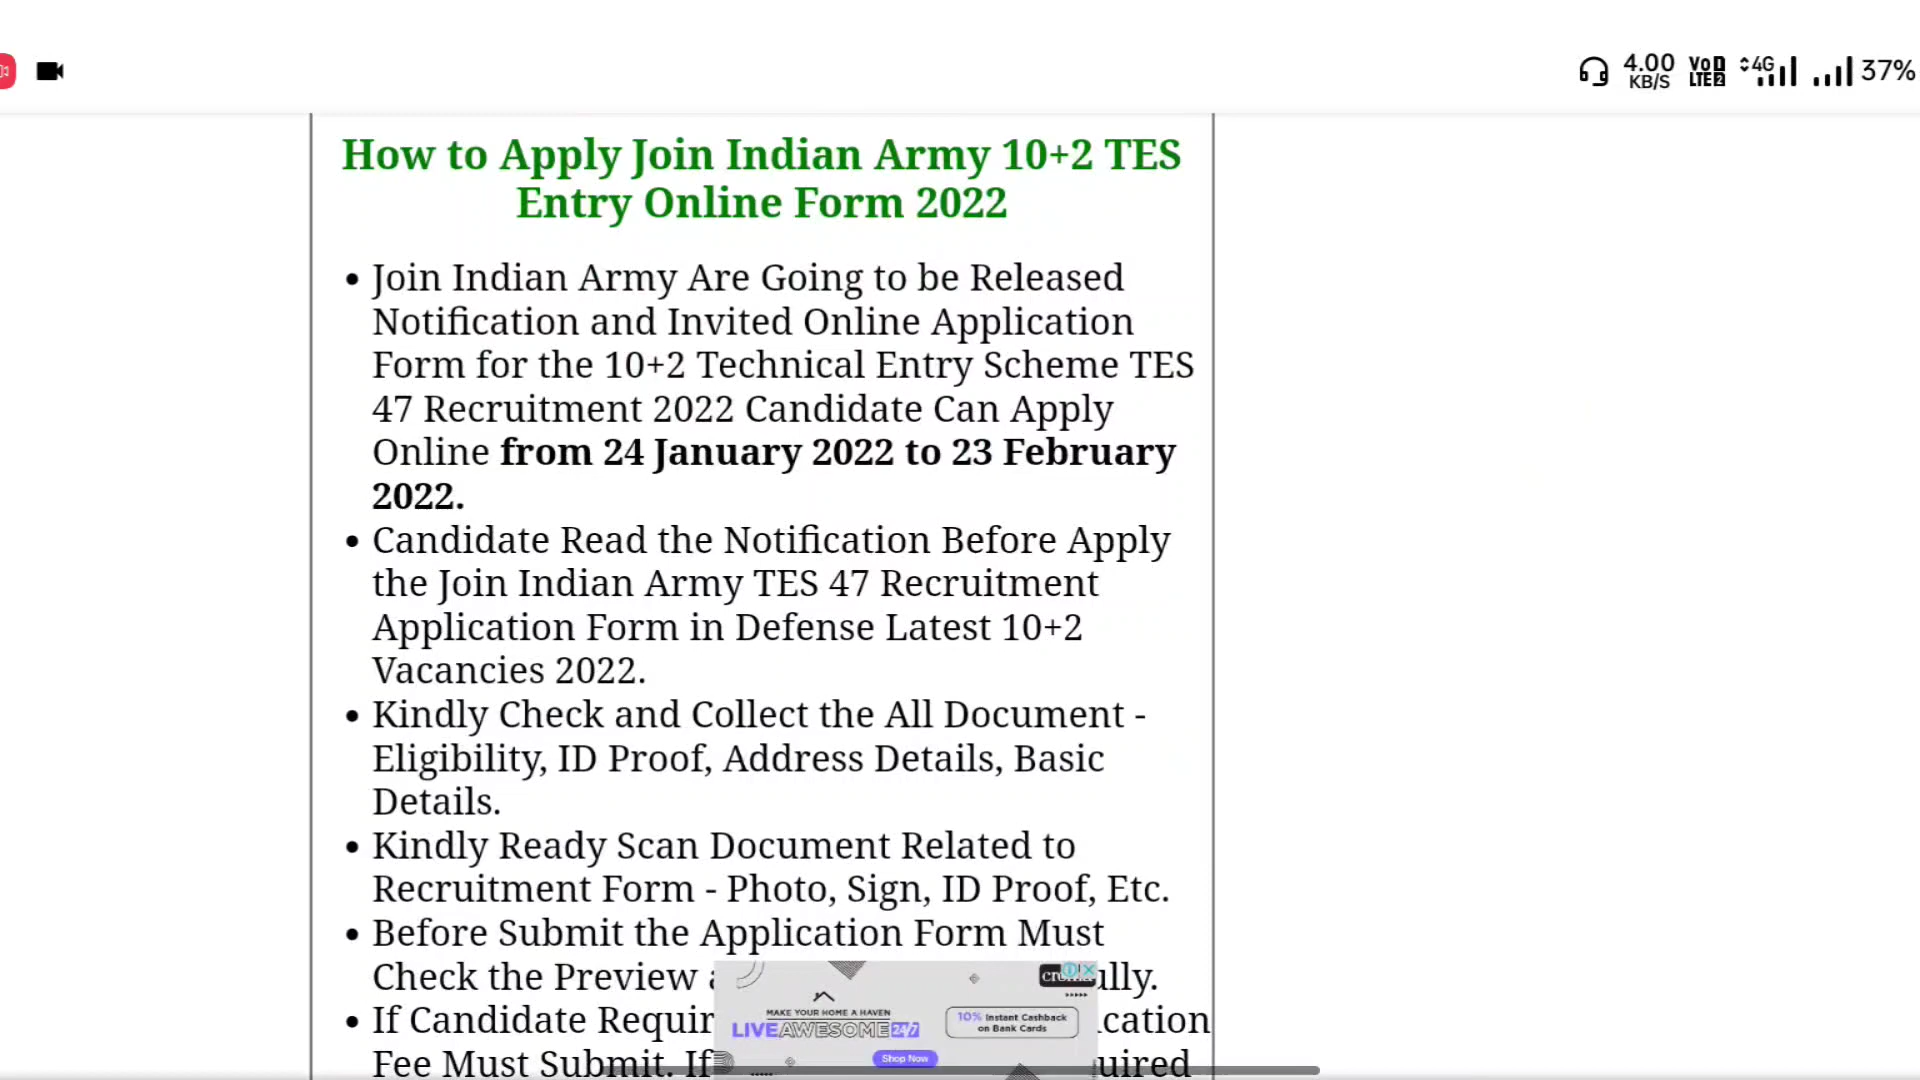 4.00
KB/S
VoD
LTE2
4G
37%
How to Apply Join Indian Army 10+2 TES
Entry Online Form 2022
• Join Indian Army Are Going to be Released
Notification and Invited Online Application
Form for the 10+2 Technical Entry Scheme TES
47 Recruitment 2022 Candidate Can Apply
Online from 24 January 2022 to 23 February
2022.
• Candidate Read the Notification Before Apply
the Join Indian Army TES 47 Recruitment
Application Form in Defense Latest 10+2
Vacancies 2022.
• Kindly Check and Collect the All Document -
Eligibility, ID Proof, Address Details, Basic
Details.
• Kindly Ready Scan Document Related to
Recruitment Form - Photo, Sign, ID Proof, Etc.
• Before Submit the Application Form Must
Check the Preview
• If Candidate
Fee Must Submit. If
MAKE YOUR HOME A HAVEN
LIVEAWESOME24/7
10% Instant Cashback
on Bank Cards
Shop Now